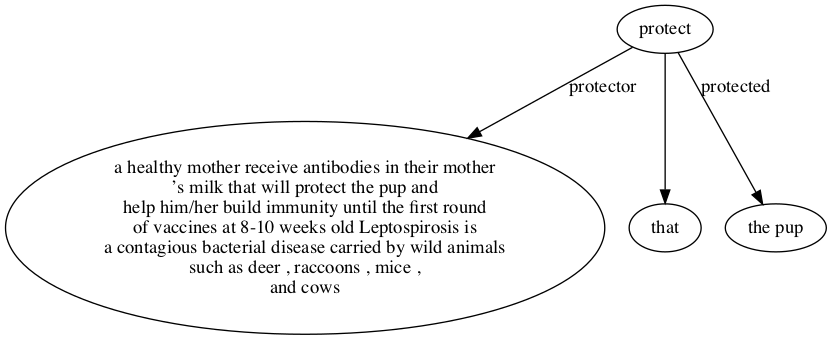 protect
protector
protected
a healthy mother receive antibodies in their mother
's milk that will protect the pup and
help him/her build immunity until the first round
of vaccines at 8-10 weeks old Leptospirosis is
a contagious bacterial disease carried by wild animals
such as deer , raccoons , mice ,
and cows
that
the pup